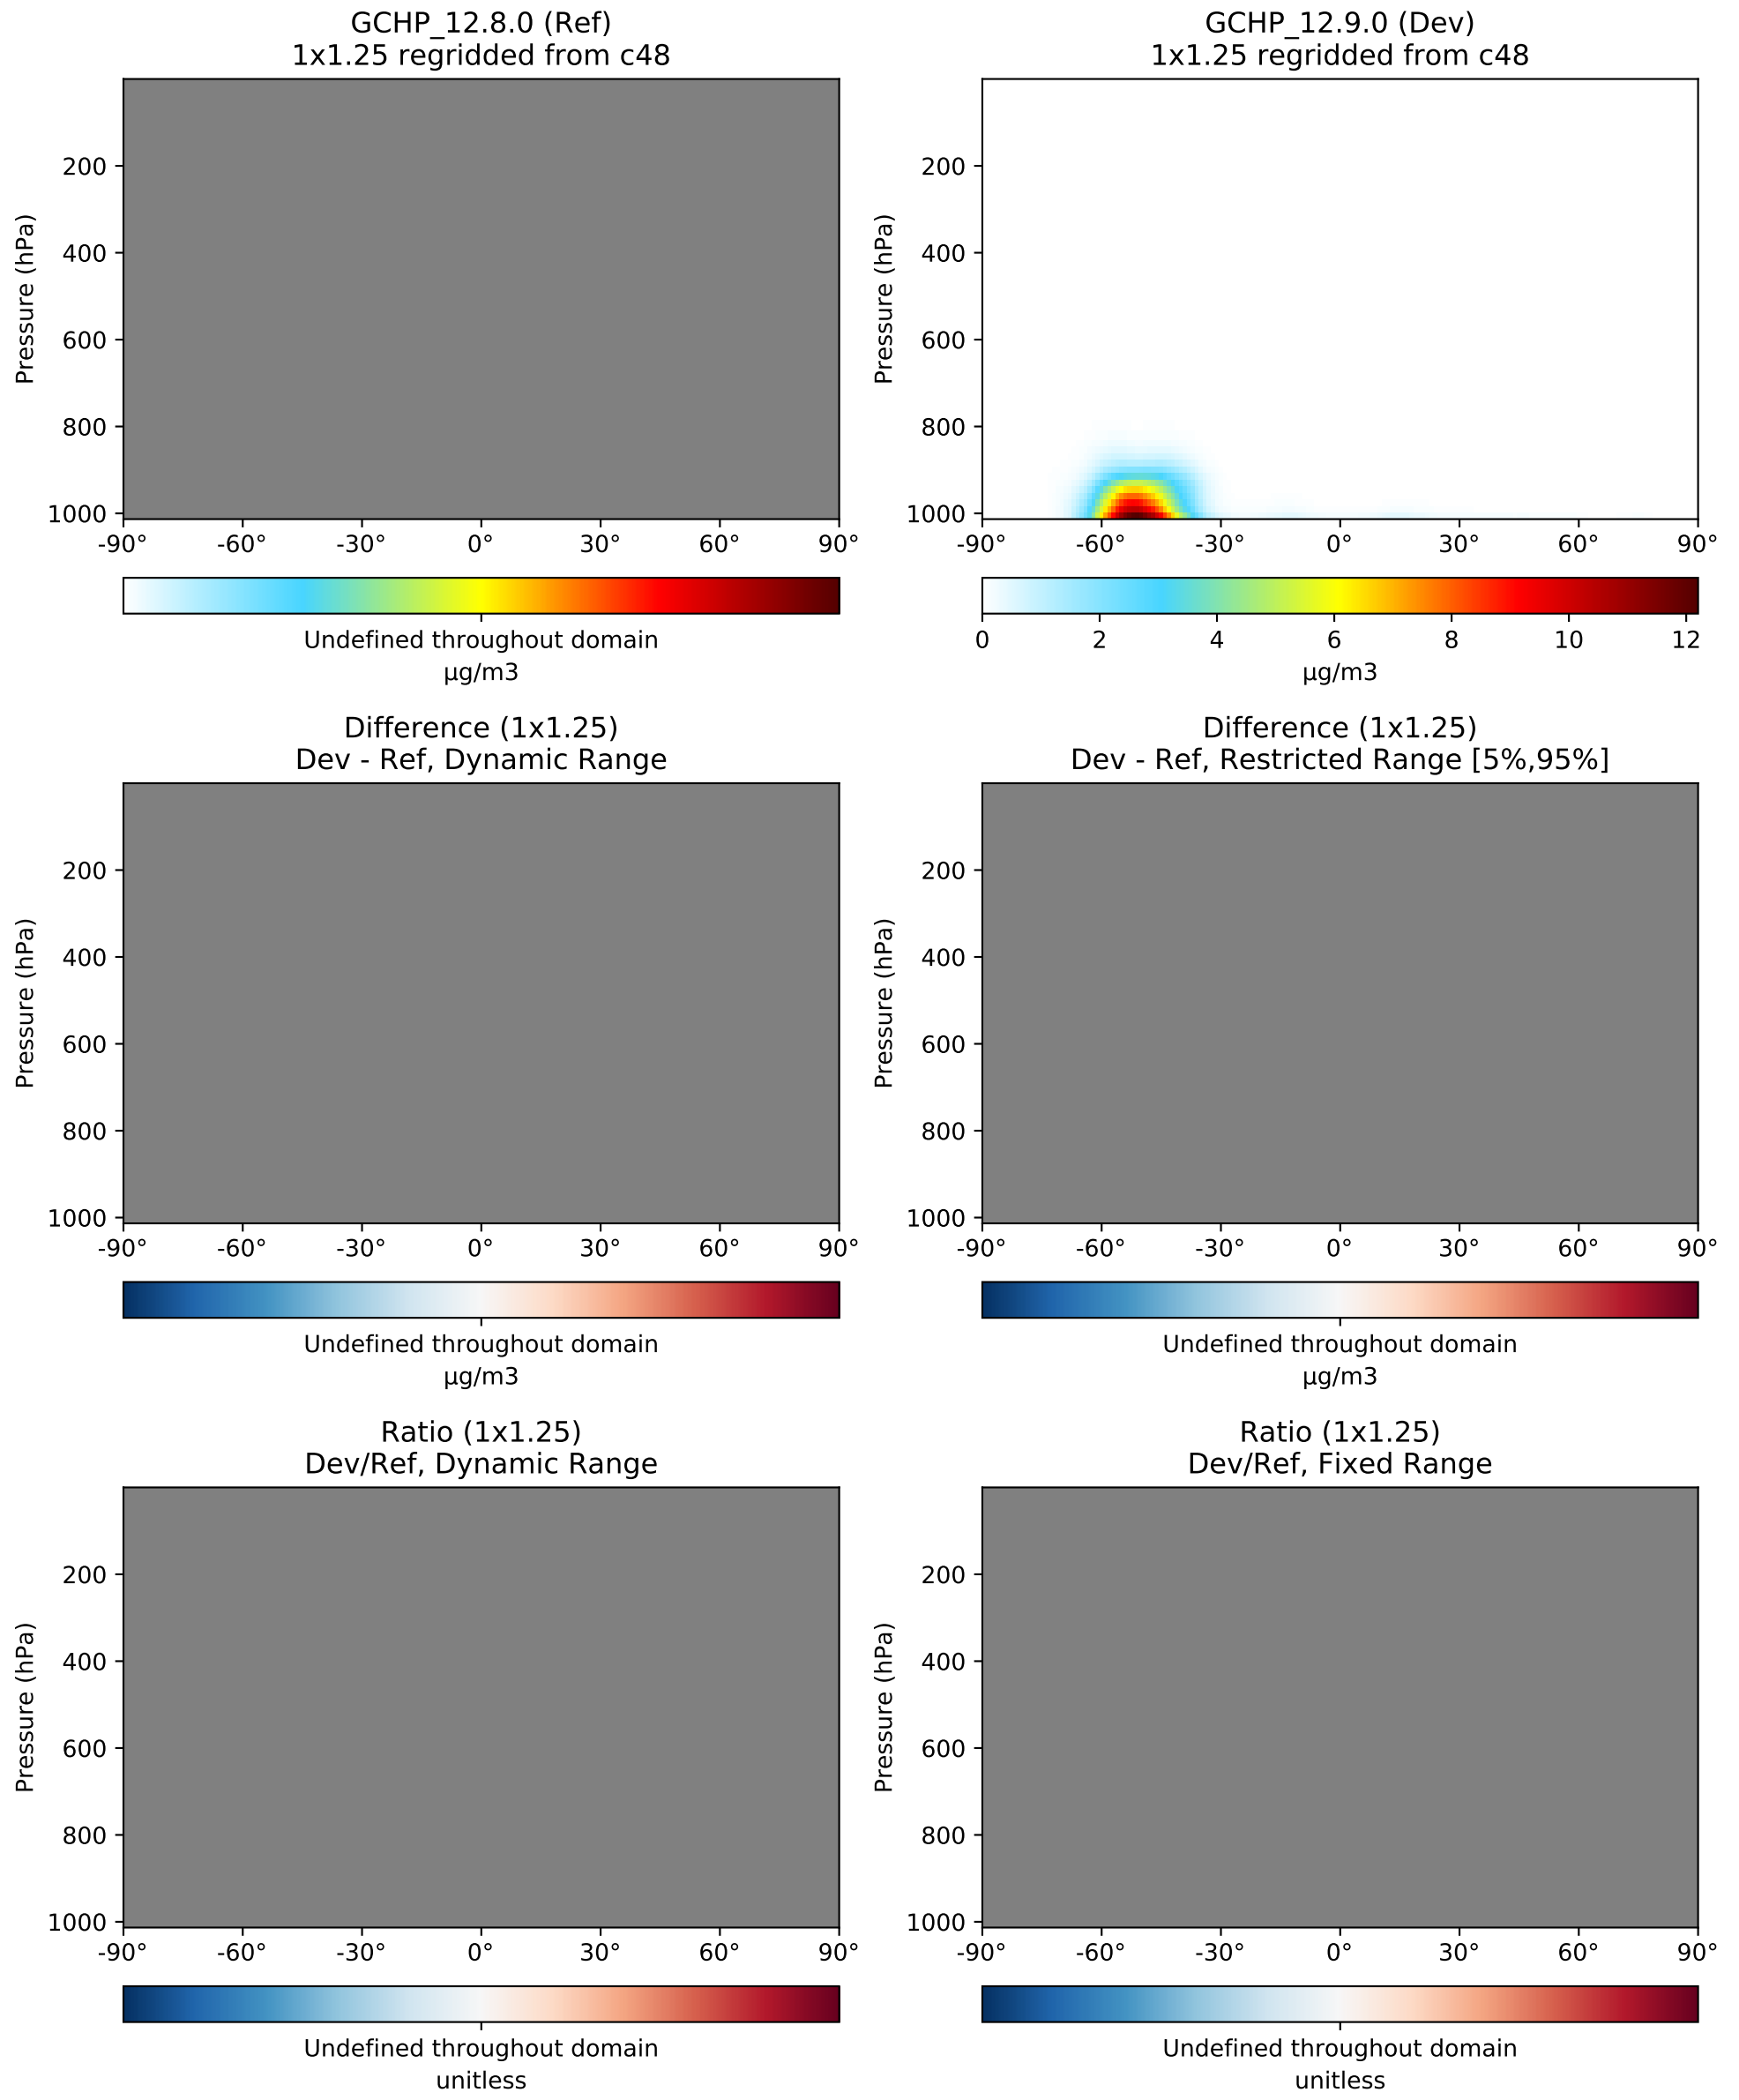 GCHP_12.8.0 (Ref)
1x1.25 regridded from c48
Pressure (hPa)
200
400
600
800
1000
-90° -60° -30° 0° 30° 60° 90°
Undefined throughout domain
μg/m3
GCHP_12.9.0 (Dev)
1x1.25 regridded from c48
Pressure (hPa)
200
400
600
800
1000
-90° -60° -30° 0° 30° 60° 90°
0 2 4 6 8 10 12
μg/m3
Difference (1x1.25)
Dev - Ref, Dynamic Range
Pressure (hPa)
200
400
600
800
1000
-90° -60° -30° 0° 30° 60° 90°
Undefined throughout domain
μg/m3
Difference (1x1.25)
Dev - Ref, Restricted Range [5%,95%]
Pressure (hPa)
200
400
600
800
1000
-90° -60° -30° 0° 30° 60° 90°
Undefined throughout domain
μg/m3
Ratio (1x1.25)
Dev/Ref, Dynamic Range
Pressure (hPa)
200
400
600
800
1000
-90° -60° -30° 0° 30° 60° 90°
Undefined throughout domain
unitless
Ratio (1x1.25)
Dev/Ref, Fixed Range
Pressure (hPa)
200
400
600
800
1000
-90° -60° -30° 0° 30° 60° 90°
Undefined throughout domain
unitless